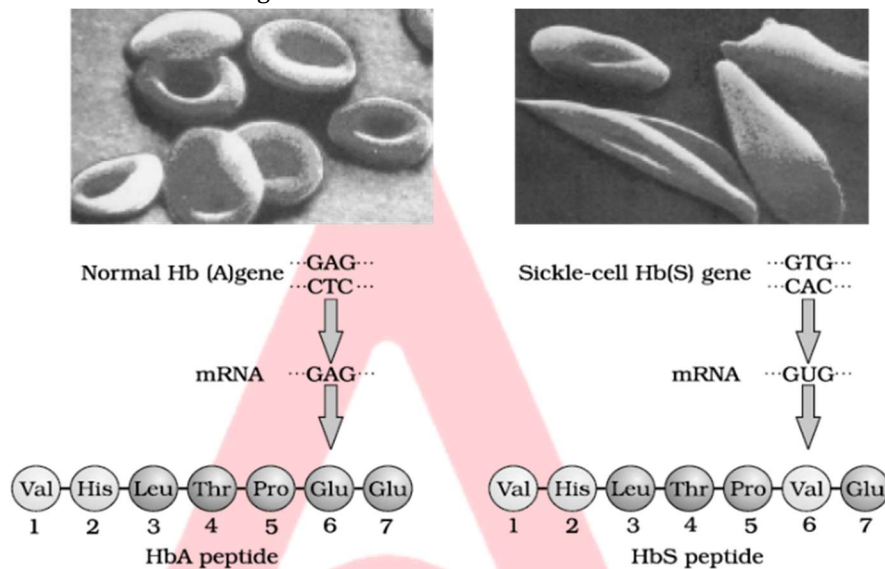 Normal Hb (A)gene ···GAG···
···CTC···
mRNA ···GAG···
Val His Leu Thr Pro Glu Glu
1 2 3 4 5 6 7
HbA peptide
Sickle-cell Hb(S) gene ···GTG···
···CAC···
mRNA ···GUG···
Val His Leu Thr Pro Val Glu
1 2 3 4 5 6 7
HbS peptide